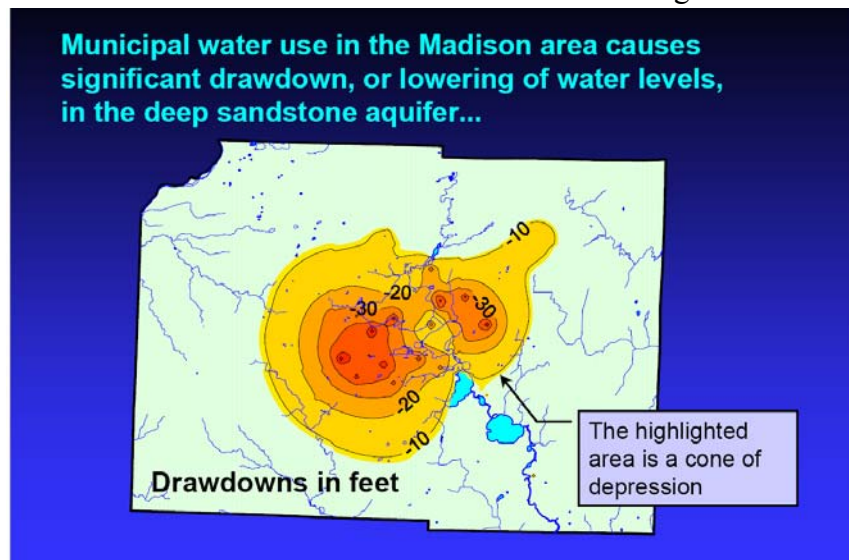 Municipal water use in the Madison area causes
significant drawdown, or lowering of water levels,
in the deep sandstone aquifer...
-10
-20
-30
-30
-20
-10
The highlighted
area is a cone of
depression
Drawdowns in feet